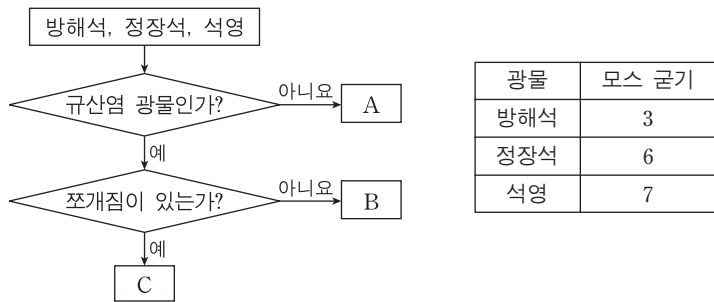 방해석, 정장석, 석영
규산염 광물인가?
아니요
A
예
쪼개짐이 있는가?
아니요
B
예
C
광물 모스 굳기
방해석 3
정장석 6
석영 7